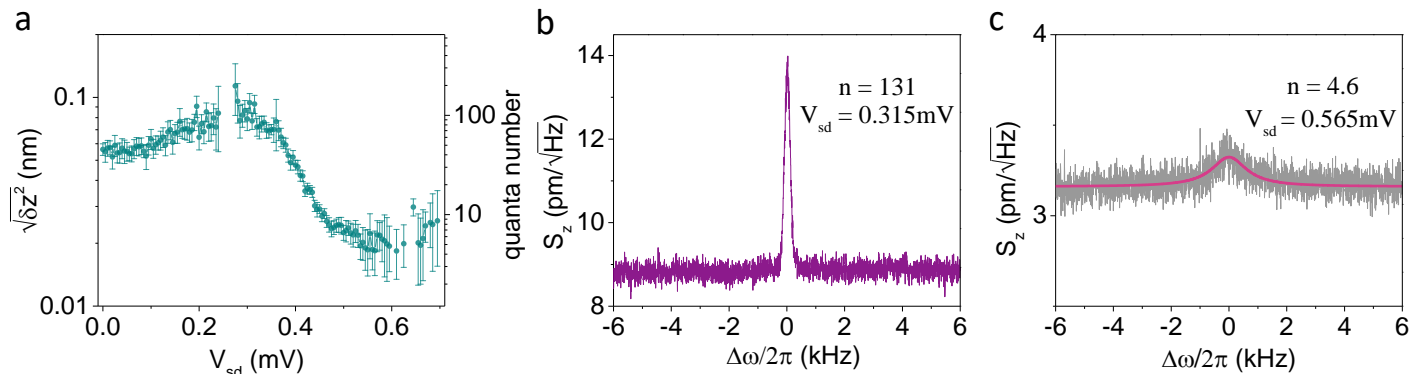 a
√δz² (nm)
0.1
0.01
100
10
quanta number
0.0 0.2 0.4 0.6
V_sd (mV)
b
S_z (pm/√Hz)
14
12
10
8
n = 131
V_sd = 0.315mV
-6 -4 -2 0 2 4 6
Δω/2π (kHz)
c
S_z (pm/√Hz)
4
3
n = 4.6
V_sd = 0.565mV
-6 -4 -2 0 2 4 6
Δω/2π (kHz)